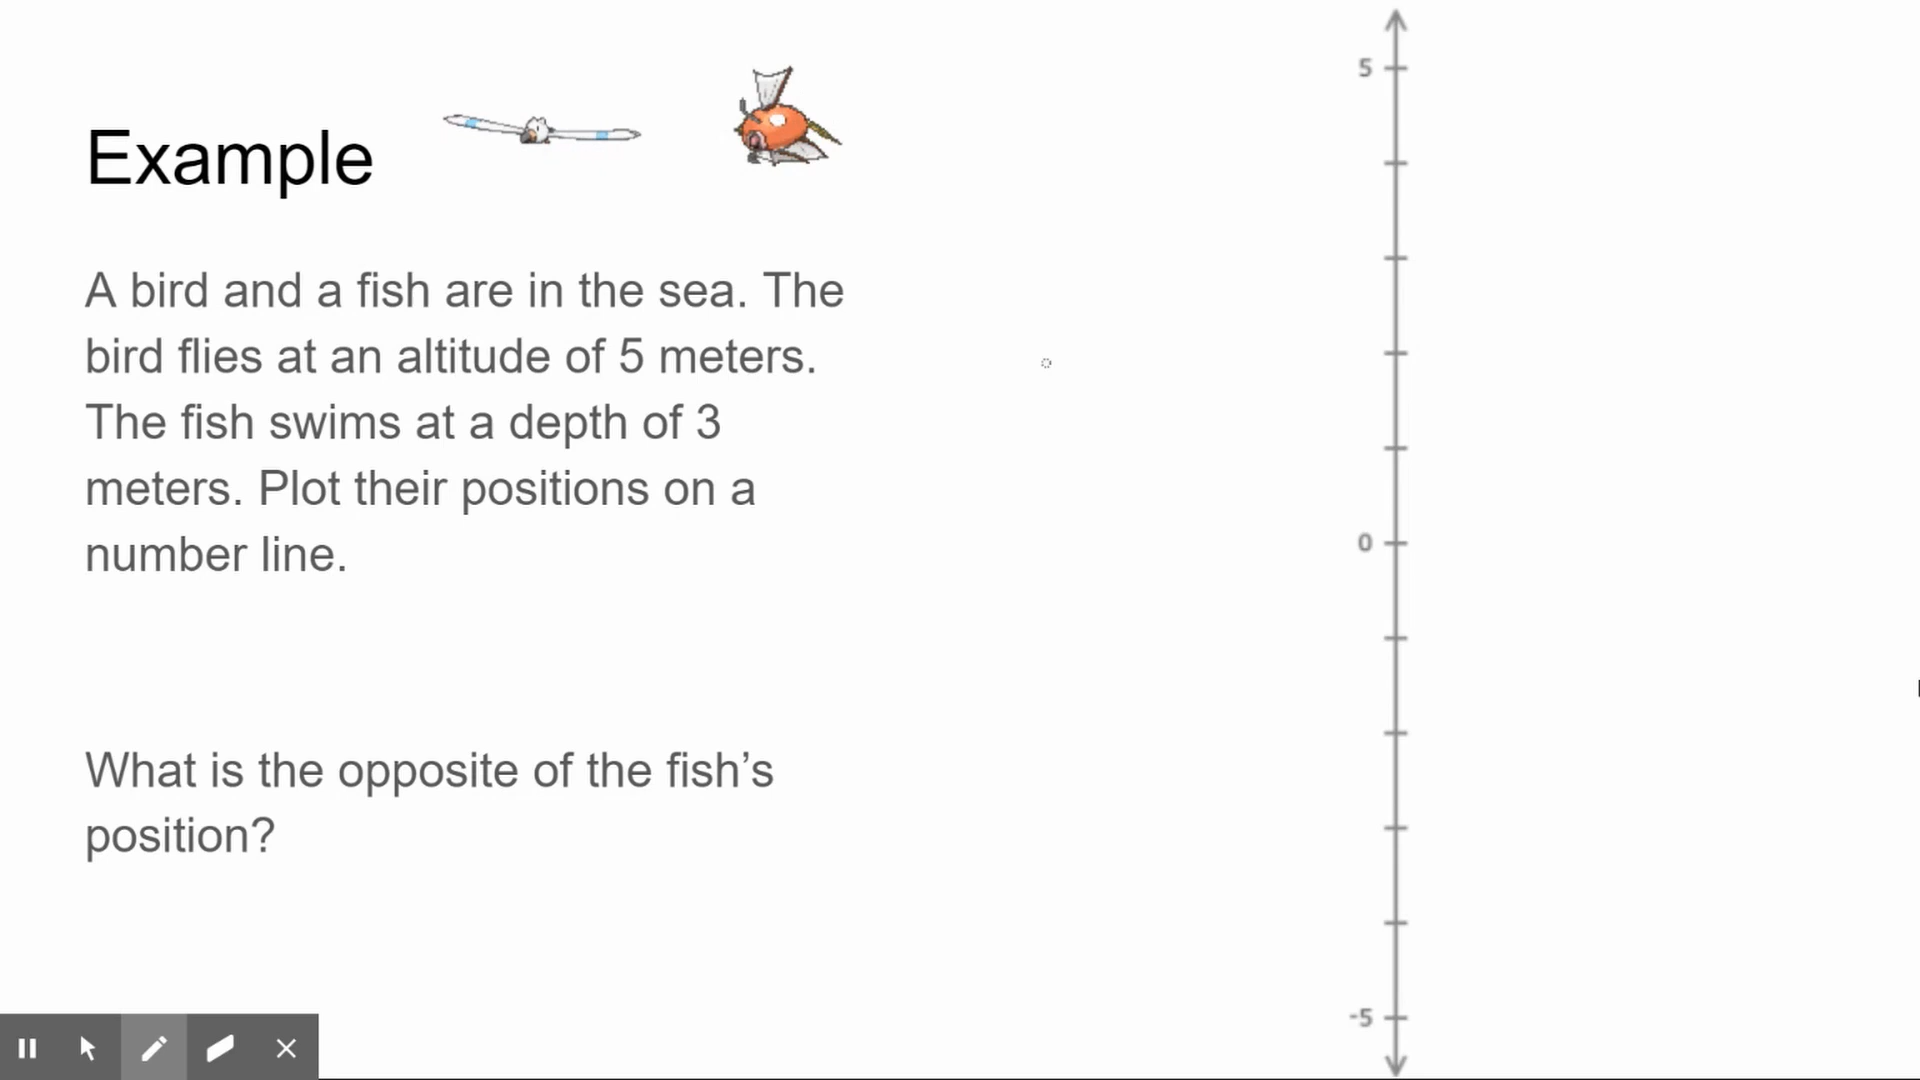 Example
A bird and a fish are in the sea. The
bird flies at an altitude of 5 meters.
The fish swims at a depth of 3
meters. Plot their positions on a
number line.
What is the opposite of the fish’s
position?
5
0
-5